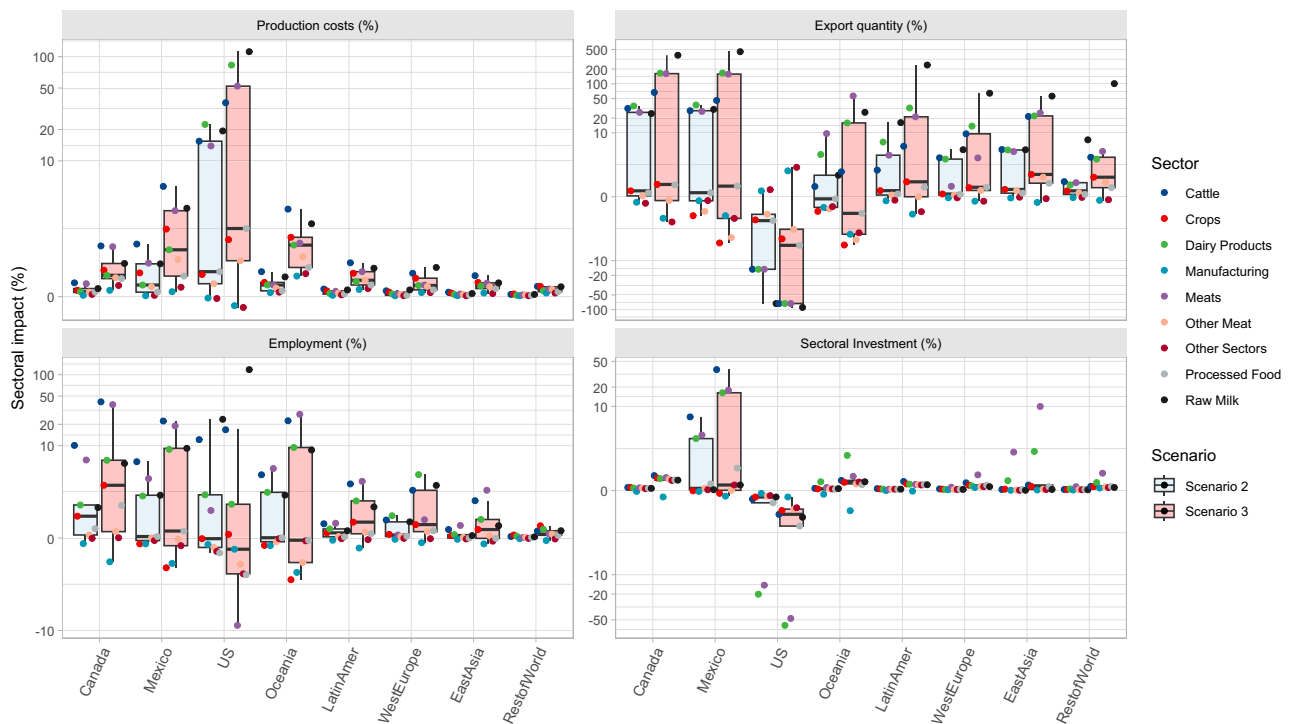 Production costs (%)
Export quantity (%)
100
50
20
10
0
500
200
100
50
20
10
0
-10
-20
-50
-100
Employment (%)
Sectoral Investment (%)
100
50
20
10
0
-10
50
20
10
0
-10
-20
-50
Sectoral impact (%)
Canada
Mexico
US
Oceania
LatinAmer
WestEurope
EastAsia
RestofWorld
Canada
Mexico
US
Oceania
LatinAmer
WestEurope
EastAsia
RestofWorld
Sector
Cattle
Crops
Dairy Products
Manufacturing
Meats
Other Meat
Other Sectors
Processed Food
Raw Milk
Scenario
Scenario 2
Scenario 3